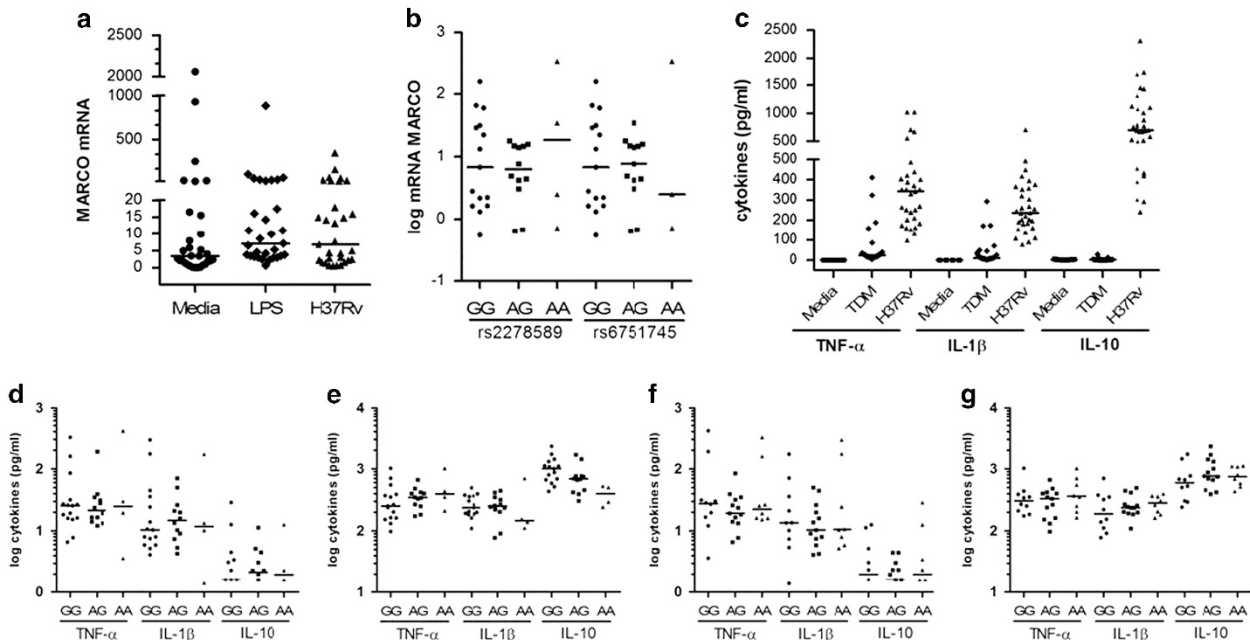 a
2500
2000
1000
500
20
15
10
5
0
MARCO mRNA
Media LPS H37Rv
b
3
2
1
0
-1
log mRNA MARCO
GG AG AA GG AG AA
rs2278589 rs6751745
c
2500
2000
1500
1000
500
400
300
200
100
0
cytokines (pg/ml)
Media TDM H37Rv Media TDM H37Rv Media TDM H37Rv
TNF-α IL-1β IL-10
d
3
2
1
0
log cytokines (pg/ml)
GG AG AA GG AG AA GG AG AA
TNF-α IL-1β IL-10
e
4
3
2
1
log cytokines (pg/ml)
GG AG AA GG AG AA GG AG AA
TNF-α IL-1β IL-10
f
3
2
1
0
log cytokines (pg/ml)
GG AG AA GG AG AA GG AG AA
TNF-α IL-1β IL-10
g
4
3
2
1
log cytokines (pg/ml)
GG AG AA GG AG AA GG AG AA
TNF-α IL-1β IL-10